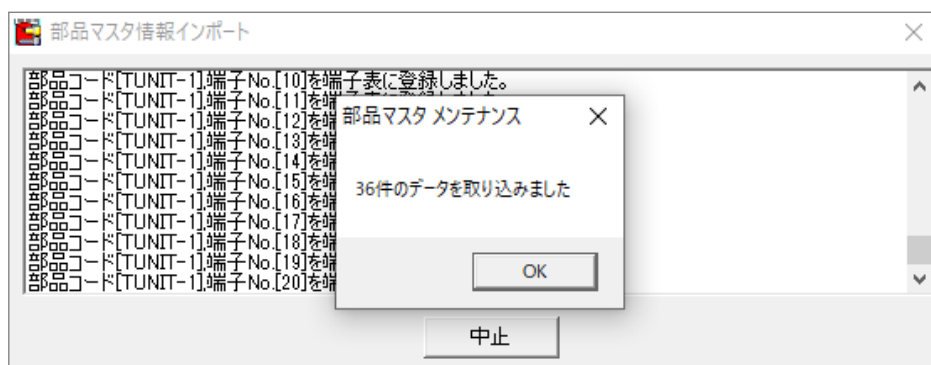 部品マスタ情報インポート
部品コード[TUNIT-1],端子No.[10]を端子表に登録しました。
部品コード[TUNIT-1],端子No.[11]を端
部品コード[TUNIT-1],端子No.[12]を端
部品コード[TUNIT-1],端子No.[13]を端
部品コード[TUNIT-1],端子No.[14]を端
部品コード[TUNIT-1],端子No.[15]を端
部品コード[TUNIT-1],端子No.[16]を端
部品コード[TUNIT-1],端子No.[17]を端
部品コード[TUNIT-1],端子No.[18]を端
部品コード[TUNIT-1],端子No.[19]を端
部品コード[TUNIT-1],端子No.[20]を端
部品マスタ メンテナンス
36件のデータを取り込みました
OK
中止